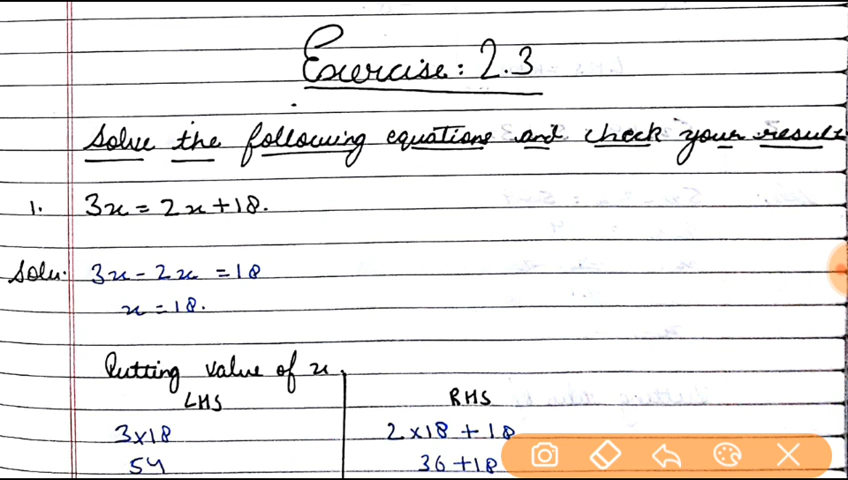 Exercise: 2.3
Solve the following equations and check your result
1. 3x = 2x + 18.
Solu. 3x - 2x = 18
x = 18.
Putting value of x.
LHS RHS
3x18 2x18 + 18
54 36 + 18